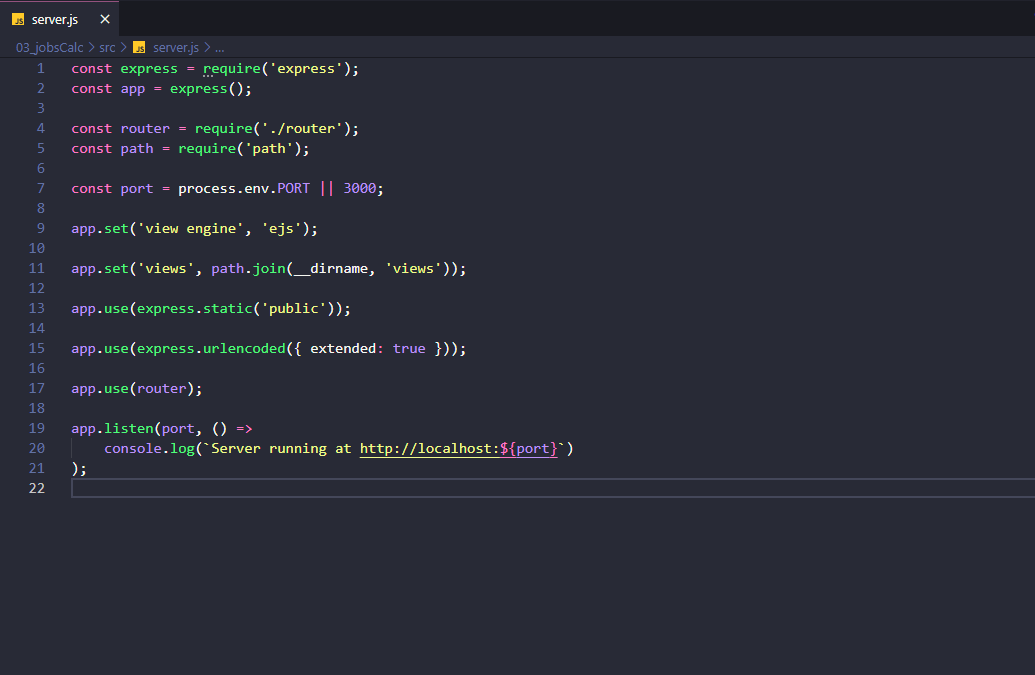 JS server.js ×
03_jobsCalc > src > JS server.js > ...
1 const express = require('express');
2 const app = express();
3
4 const router = require('./router');
5 const path = require('path');
6
7 const port = process.env.PORT || 3000;
8
9 app.set('view engine', 'ejs');
10
11 app.set('views', path.join(__dirname, 'views'));
12
13 app.use(express.static('public'));
14
15 app.use(express.urlencoded({ extended: true }));
16
17 app.use(router);
18
19 app.listen(port, () =>
20     console.log(`Server running at http://localhost:${port}`)
21 );
22